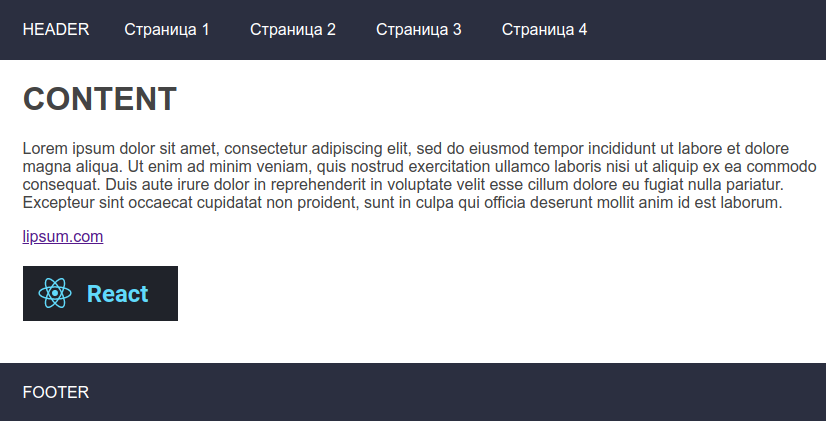 HEADER Страница 1 Страница 2 Страница 3 Страница 4
CONTENT
Lorem ipsum dolor sit amet, consectetur adipiscing elit, sed do eiusmod tempor incididunt ut labore et dolore
magna aliqua. Ut enim ad minim veniam, quis nostrud exercitation ullamco laboris nisi ut aliquip ex ea commodo
consequat. Duis aute irure dolor in reprehenderit in voluptate velit esse cillum dolore eu fugiat nulla pariatur.
Excepteur sint occaecat cupidatat non proident, sunt in culpa qui officia deserunt mollit anim id est laborum.
lipsum.com
React
FOOTER